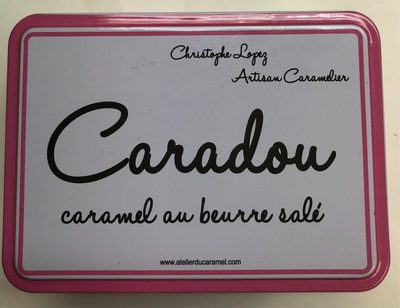 Christophe Lopez
Artisan Caramelier
Caradou
caramel au beurre salé
www.atelierducaramel.com